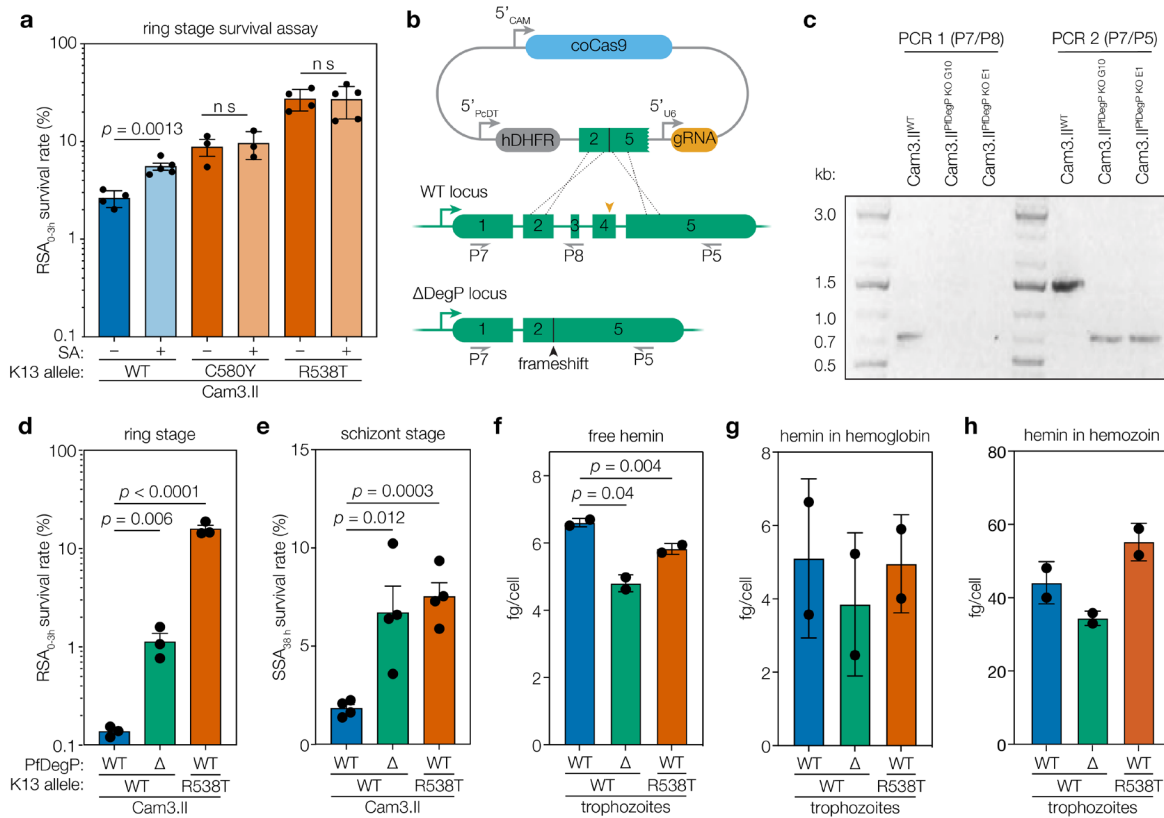 a
ring stage survival assay
RSA0-3h survival rate (%)
100
10
1
0.1
p = 0.0013
n s
n s
SA: − + − + − +
K13 allele: WT C580Y R538T
Cam3.II
b
5’CAM
coCas9
5’PcDT
5’U6
hDHFR
2 5
gRNA
WT locus
1 2 3 4 5
P7 P8 P5
ΔDegP locus
1 2 5
P7 frameshift P5
c
PCR 1 (P7/P8) PCR 2 (P7/P5)
Cam3.IIWT
Cam3.IIPfDegP KO G10
Cam3.IIPfDegP KO E1
Cam3.IIWT
Cam3.IIPfDegP KO G10
Cam3.IIPfDegP KO E1
kb:
3.0
1.5
1.0
0.7
0.5
d
ring stage
RSA0-3h survival rate (%)
100
10
1
0.1
p < 0.0001
p = 0.006
PfDegP: WT Δ WT
K13 allele: WT R538T
Cam3.II
e
schizont stage
SSA38 h survival rate (%)
15
10
5
0
p = 0.0003
p = 0.012
WT Δ WT
WT R538T
Cam3.II
f
free hemin
fg/cell
8
6
4
2
0
p = 0.004
p = 0.04
WT Δ WT
WT R538T
trophozoites
g
hemin in hemoglobin
fg/cell
8
6
4
2
0
WT Δ WT
WT R538T
trophozoites
h
hemin in hemozoin
fg/cell
80
60
40
20
0
WT Δ WT
WT R538T
trophozoites